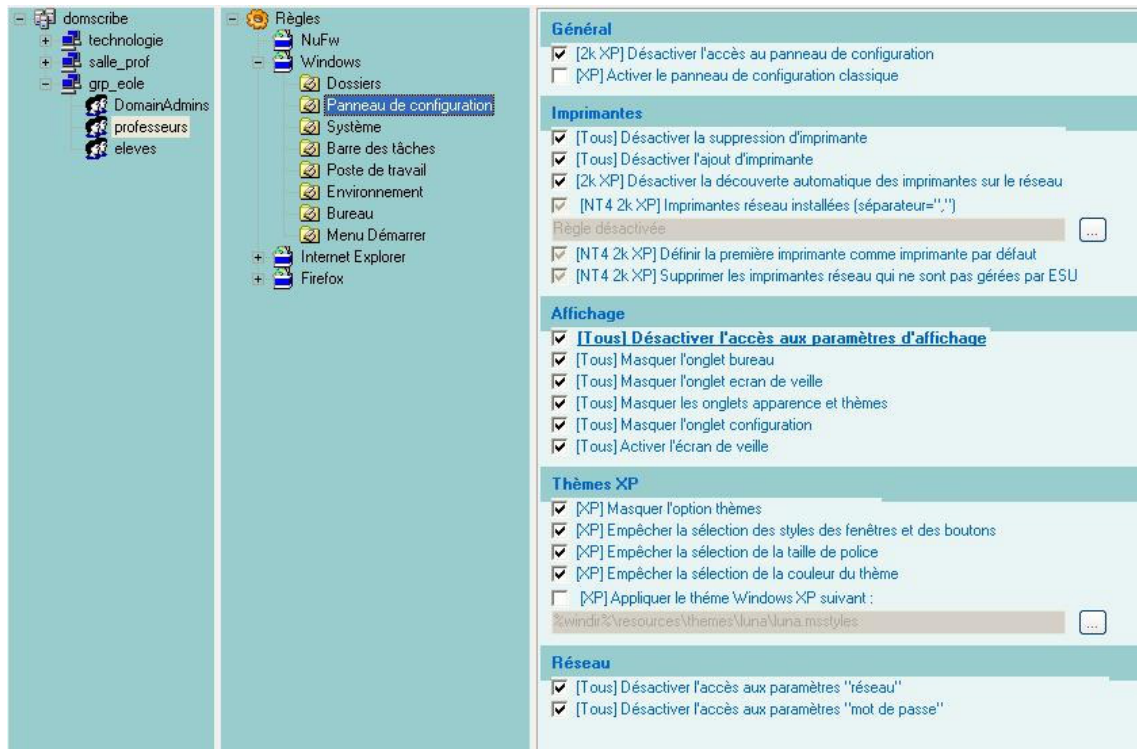 domscribe
technologie
salle_prof
grp_eole
DomainAdmins
professeurs
eleves
Règles
NuFw
Windows
Dossiers
Panneau de configuration
Système
Barre des tâches
Poste de travail
Environnement
Bureau
Menu Démarrer
Internet Explorer
Firefox
Général
[2k XP] Désactiver l'accès au panneau de configuration
[XP] Activer le panneau de configuration classique
Imprimantes
[Tous] Désactiver la suppression d'imprimante
[Tous] Désactiver l'ajout d'imprimante
[2k XP] Désactiver la découverte automatique des imprimantes sur le réseau
[NT4 2k XP] Imprimantes réseau installées (séparateur=",")
Règle désactivée
...
[NT4 2k XP] Définir la première imprimante comme imprimante par défaut
[NT4 2k XP] Supprimer les imprimantes réseau qui ne sont pas gérées par ESU
Affichage
[Tous] Désactiver l'accès aux paramètres d'affichage
[Tous] Masquer l'onglet bureau
[Tous] Masquer l'onglet ecran de veille
[Tous] Masquer les onglets apparence et thèmes
[Tous] Masquer l'onglet configuration
[Tous] Activer l'écran de veille
Thèmes XP
[XP] Masquer l'option thèmes
[XP] Empêcher la sélection des styles des fenêtres et des boutons
[XP] Empêcher la sélection de la taille de police
[XP] Empêcher la sélection de la couleur du thème
[XP] Appliquer le théme Windows XP suivant :
%windir%\resources\themes\luna\luna.msstyles
...
Réseau
[Tous] Désactiver l'accès aux paramètres "réseau"
[Tous] Désactiver l'accès aux paramètres "mot de passe"